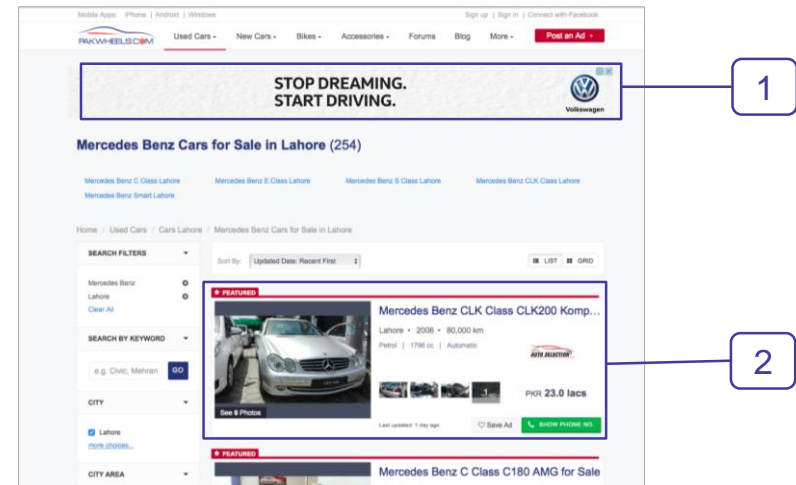 Mobile Apps: iPhone | Android | Windows
Sign up | Sign in | Connect with Facebook
PAKWHEELS.COM
Used Cars New Cars Bikes Accessories Forums Blog More Post an Ad
STOP DREAMING.
START DRIVING.
Volkswagen
1
Mercedes Benz Cars for Sale in Lahore (254)
Mercedes Benz C Class Lahore Mercedes Benz E Class Lahore Mercedes Benz S Class Lahore Mercedes Benz CLK Class Lahore
Mercedes Benz Smart Lahore
Home / Used Cars / Cars Lahore / Mercedes Benz Cars for Sale in Lahore
SEARCH FILTERS
Sort By: Updated Date: Recent First
LIST GRID
Mercedes Benz
Lahore
Clear All
SEARCH BY KEYWORD
e.g. Civic, Mehran GO
CITY
Lahore
more choices...
CITY AREA
FEATURED
Mercedes Benz CLK Class CLK200 Komp...
Lahore • 2006 • 80,000 km
Petrol | 1796 cc | Automatic
AUTO SELECTION
PKR 23.0 lacs
See 6 Photos
Last updated: 1 day ago
Save Ad
SHOW PHONE NO.
2
FEATURED
Mercedes Benz C Class C180 AMG for Sale